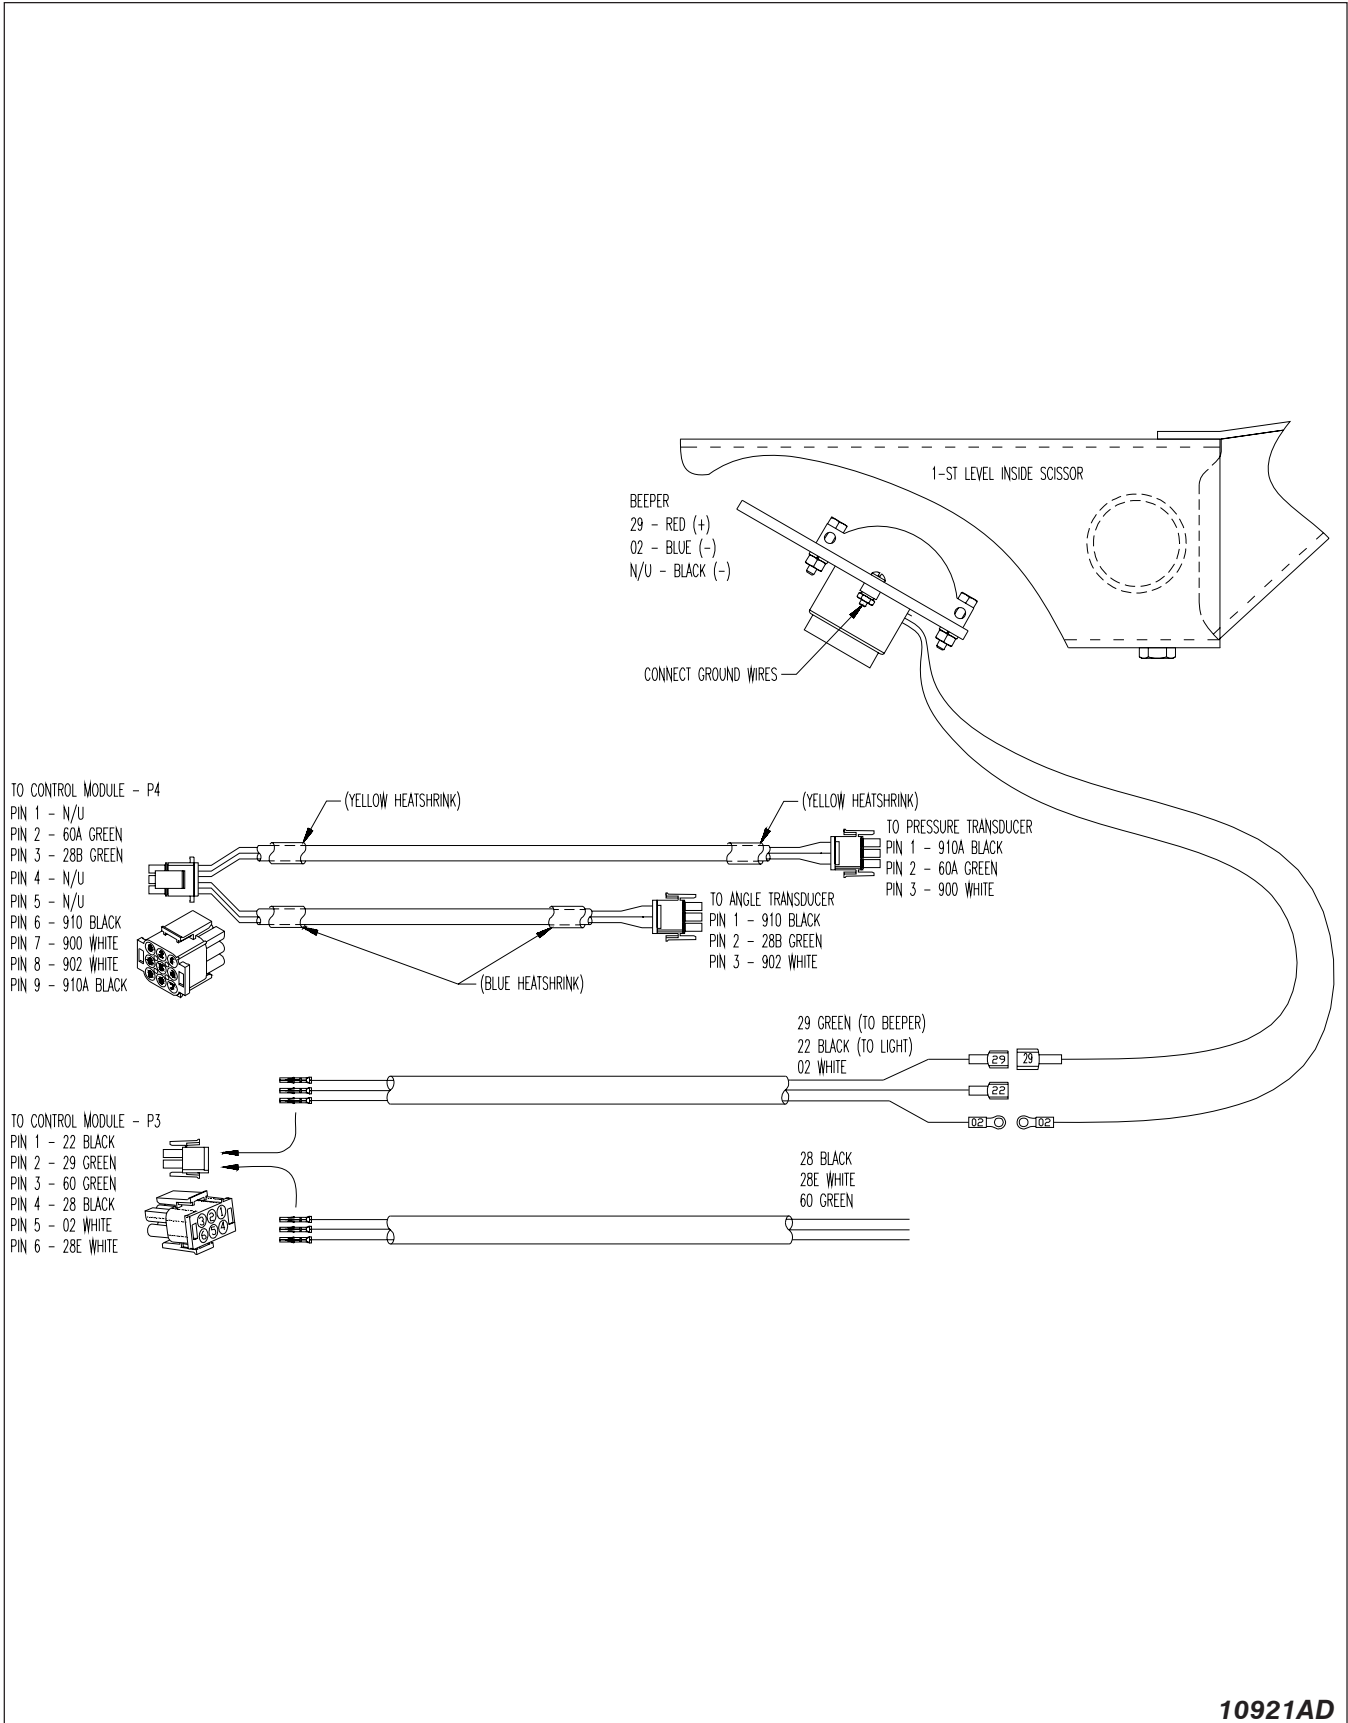 1-ST LEVEL INSIDE SCISSOR
BEEPER
29 - RED (+)
02 - BLUE (-)
N/U - BLACK (-)
CONNECT GROUND WIRES
TO CONTROL MODULE - P4
PIN 1 - N/U
PIN 2 - 60A GREEN
PIN 3 - 28B GREEN
PIN 4 - N/U
PIN 5 - N/U
PIN 6 - 910 BLACK
PIN 7 - 900 WHITE
PIN 8 - 902 WHITE
PIN 9 - 910A BLACK
(YELLOW HEATSHRINK)
(YELLOW HEATSHRINK)
TO PRESSURE TRANSDUCER
PIN 1 - 910A BLACK
PIN 2 - 60A GREEN
PIN 3 - 900 WHITE
TO ANGLE TRANSDUCER
PIN 1 - 910 BLACK
PIN 2 - 28B GREEN
PIN 3 - 902 WHITE
(BLUE HEATSHRINK)
29 GREEN (TO BEEPER)
22 BLACK (TO LIGHT)
02 WHITE
29 29
22
02 02
TO CONTROL MODULE - P3
PIN 1 - 22 BLACK
PIN 2 - 29 GREEN
PIN 3 - 60 GREEN
PIN 4 - 28 BLACK
PIN 5 - 02 WHITE
PIN 6 - 28E WHITE
3 2 1
6 5 4
28 BLACK
28E WHITE
60 GREEN
10921AD